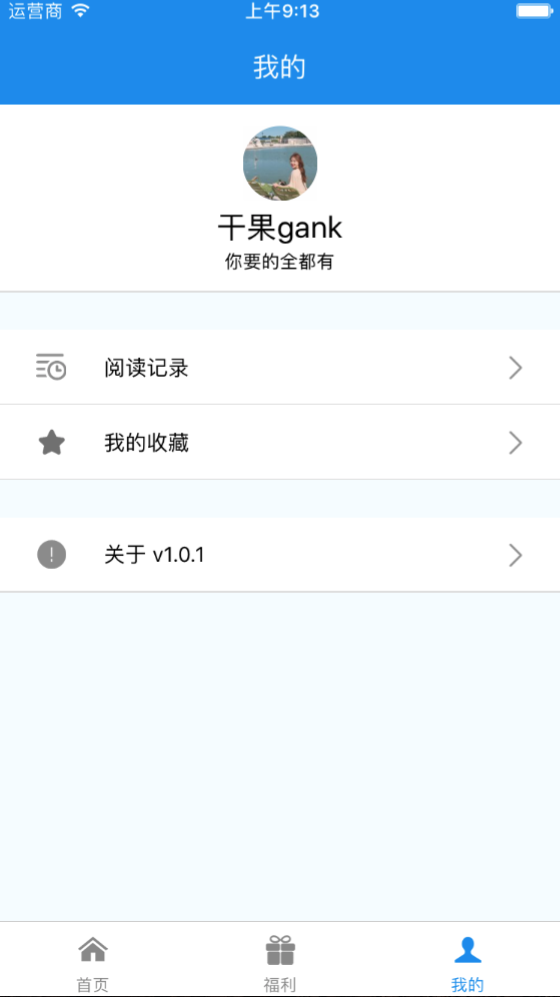 运营商 上午9:13
我的
干果gank
你要的全都有
阅读记录
我的收藏
关于 v1.0.1
首页 福利 我的